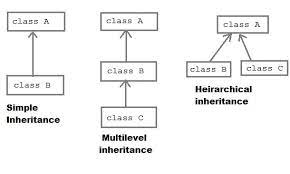 class A
class B
Simple
Inheritance
class A
class B
class C
Multilevel
inheritance
class A
class B
class C
Heirarchical
inheritance